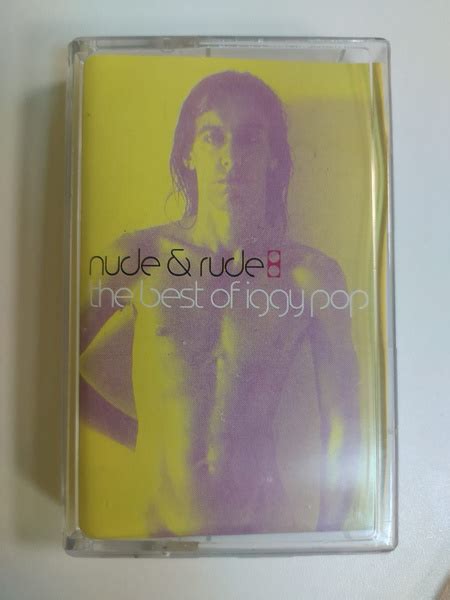 nude & rude:
the best of iggy pop